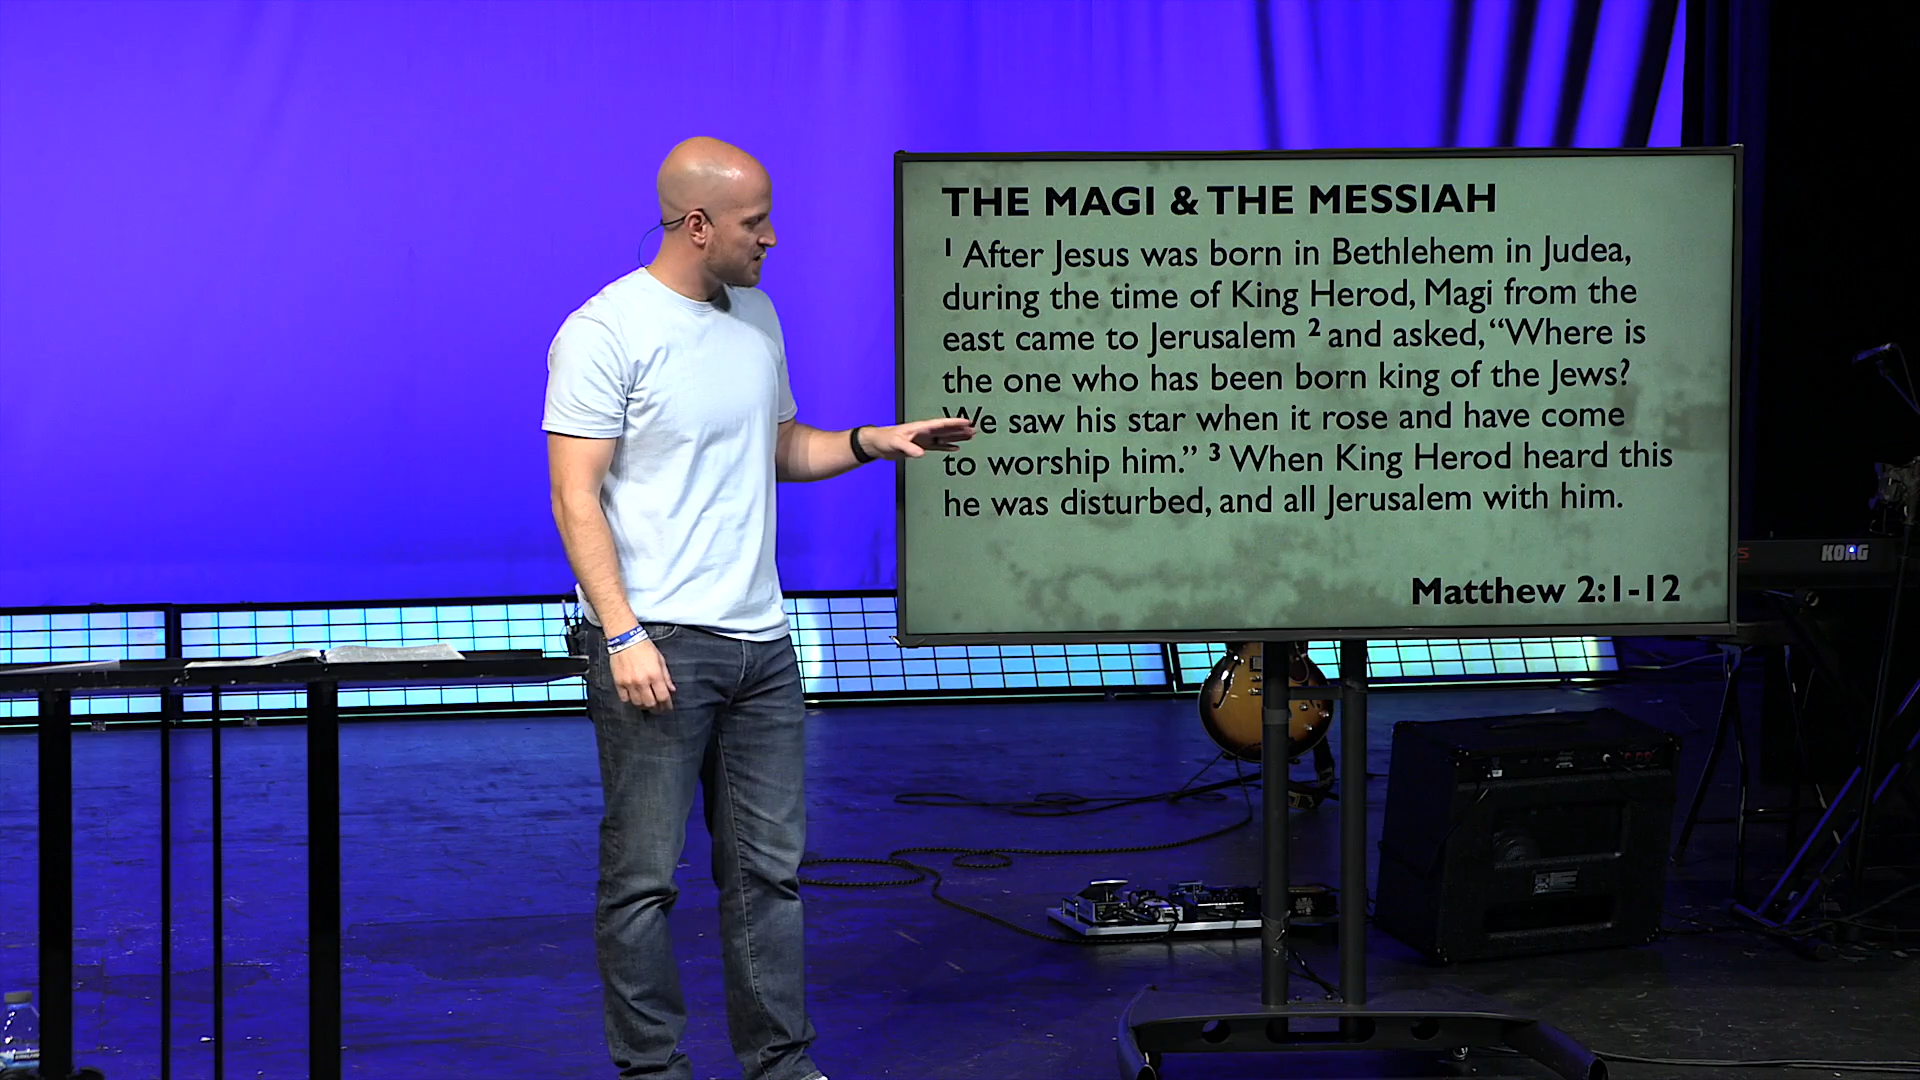 THE MAGI & THE MESSIAH
1 After Jesus was born in Bethlehem in Judea,
during the time of King Herod, Magi from the
east came to Jerusalem 2 and asked, “Where is
the one who has been born king of the Jews?
We saw his star when it rose and have come
to worship him.” 3 When King Herod heard this
he was disturbed, and all Jerusalem with him.
Matthew 2:1-12
KORG